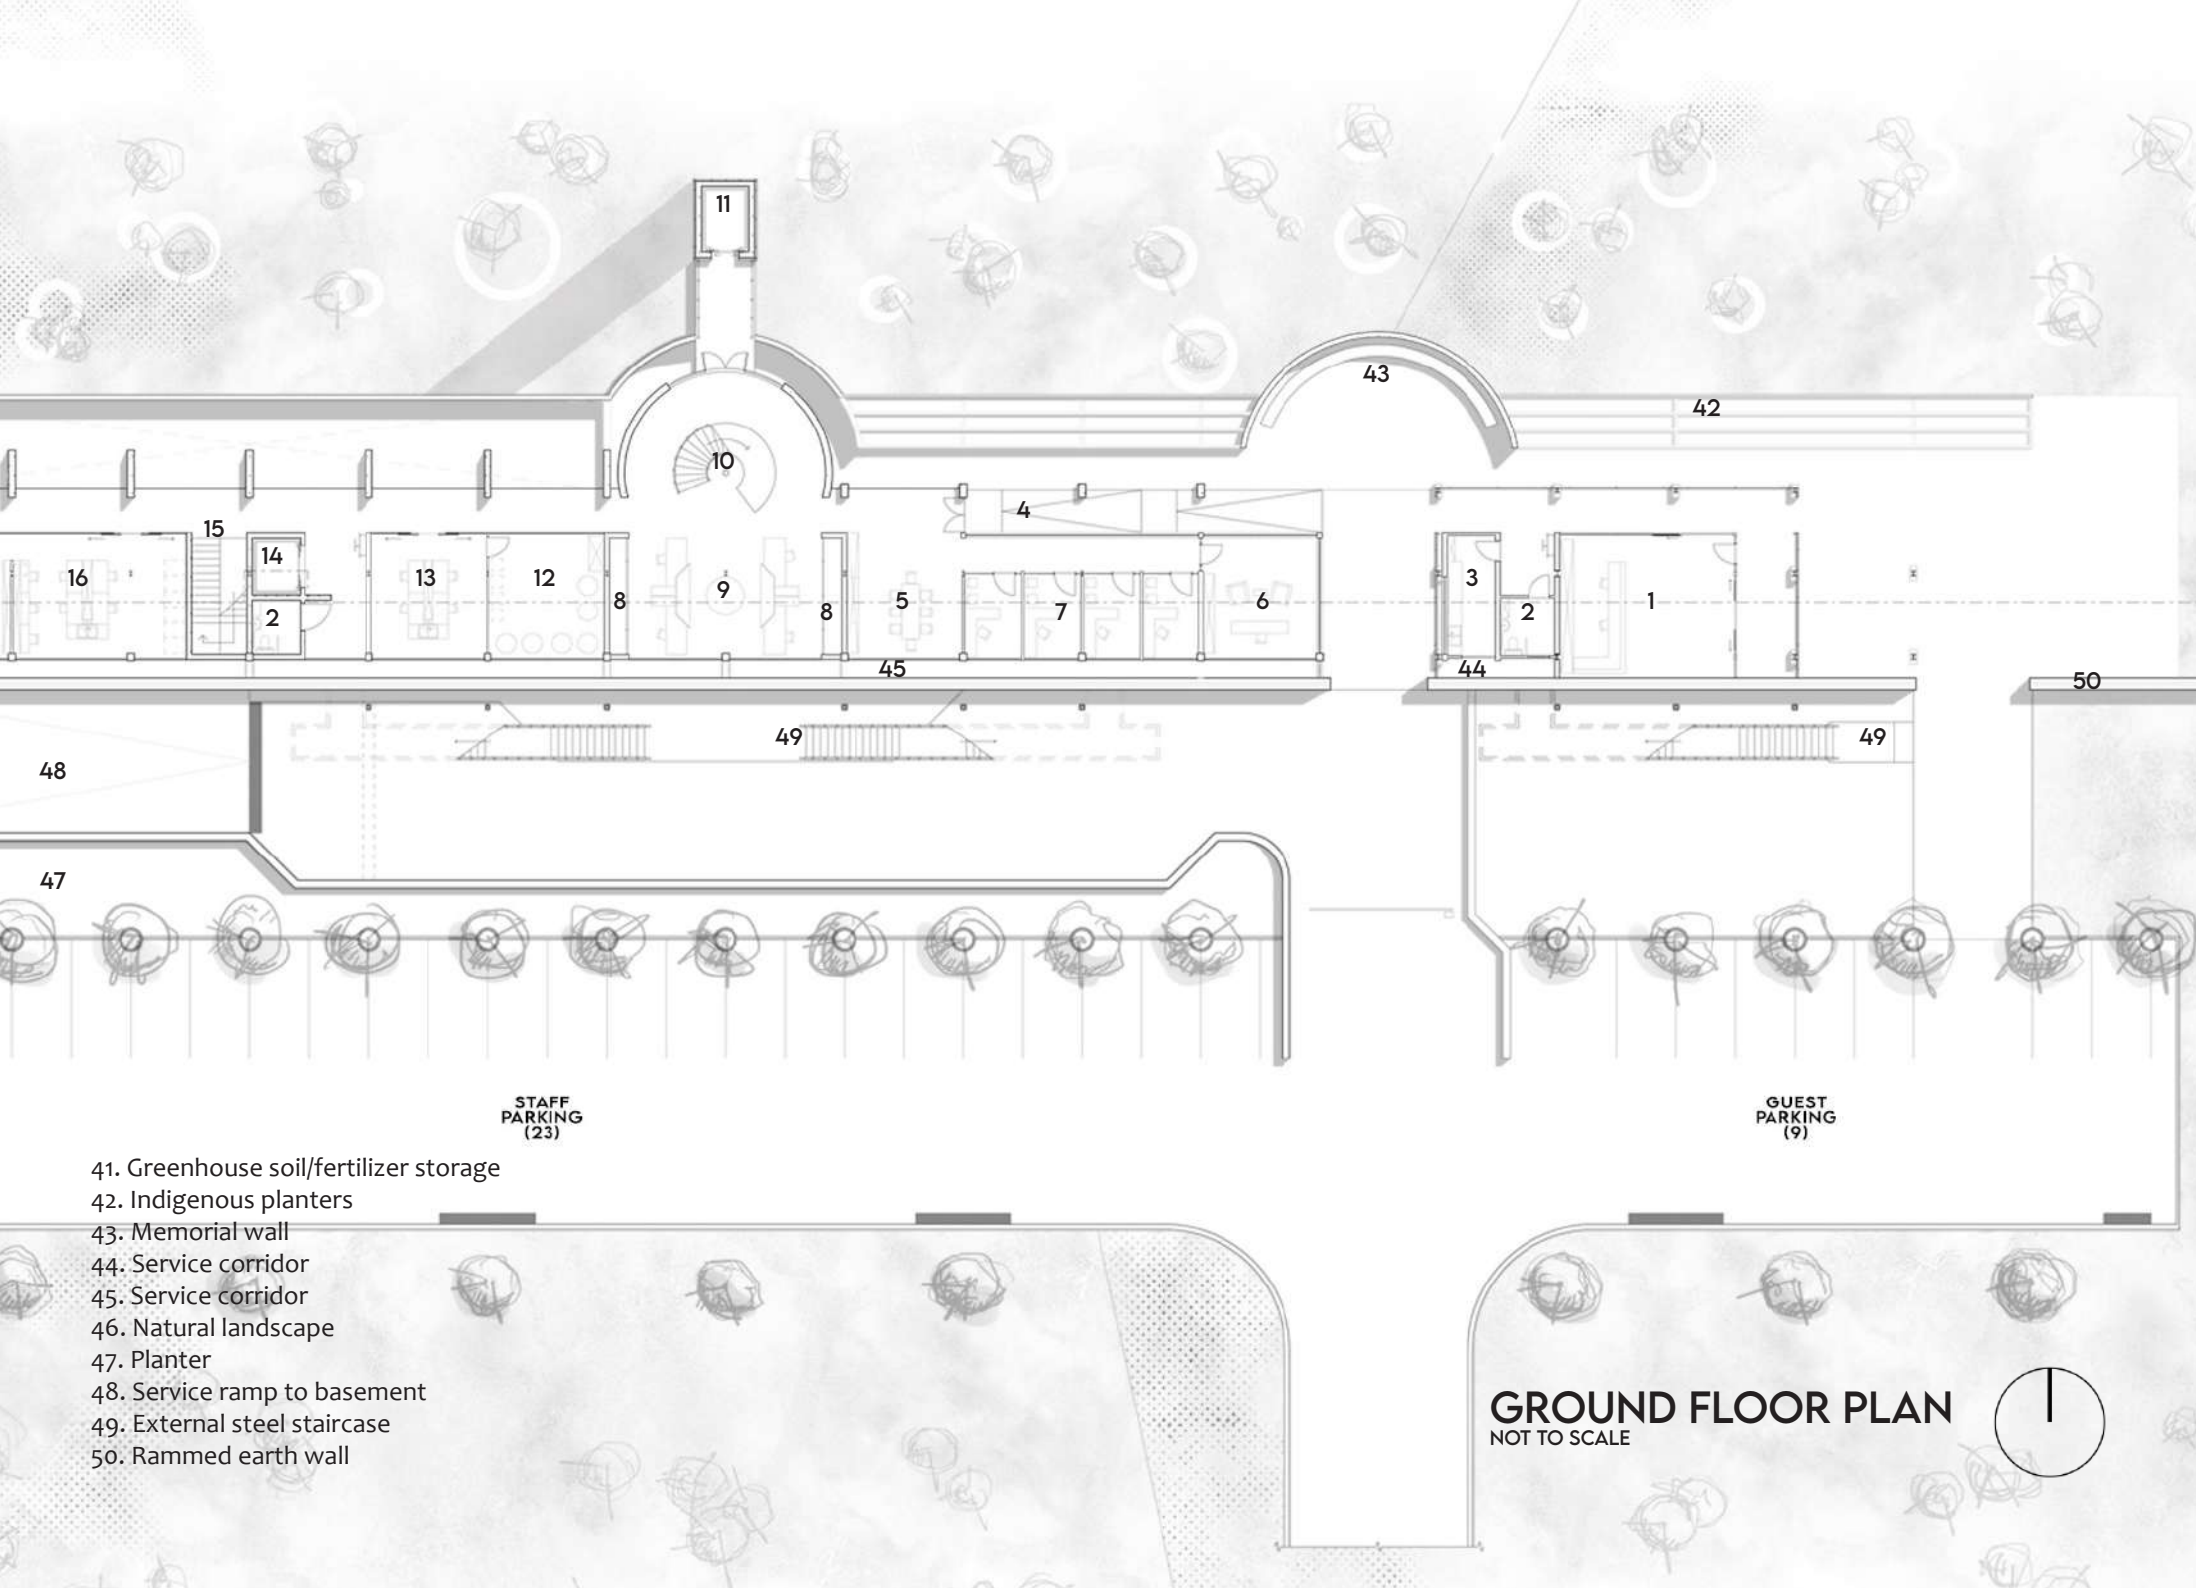 11
43
42
10
4
15
14
16
13
12
9
3
8
5
6
1
7
8
2
2
45
44
50
49
49
48
47
STAFF
PARKING
(23)
GUEST
PARKING
(9)
41. Greenhouse soil/fertilizer storage
42. Indigenous planters
43. Memorial wall
44. Service corridor
45. Service corridor
46. Natural landscape
47. Planter
48. Service ramp to basement
49. External steel staircase
50. Rammed earth wall
GROUND FLOOR PLAN
NOT TO SCALE